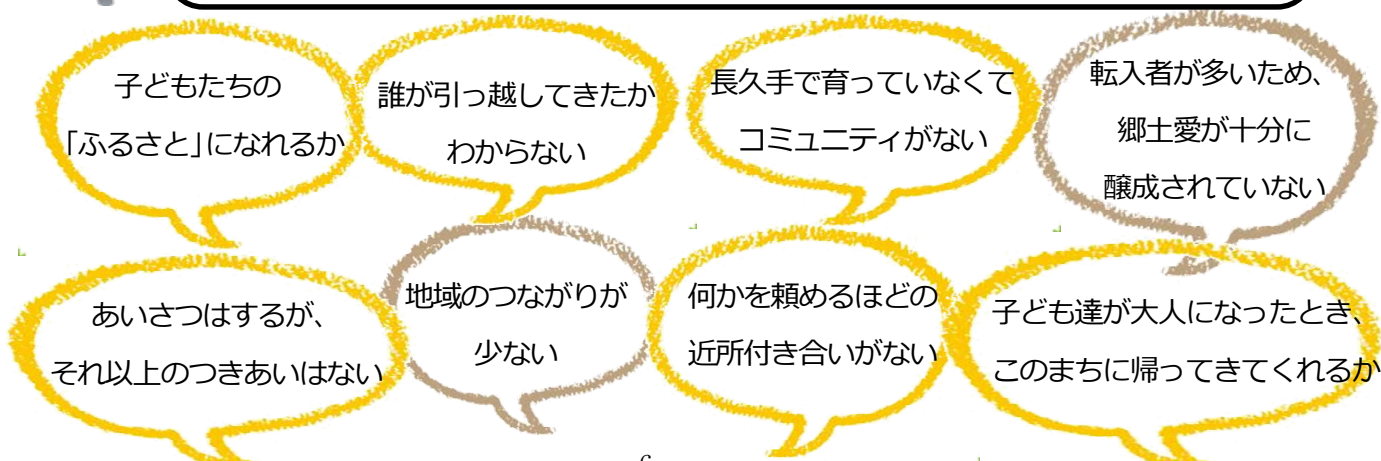 子どもたちの
「ふるさと」になれるか
誰が引っ越してきたか
わからない
長久手で育っていなくて
コミュニティがない
転入者が多いため、
郷土愛が十分に
醸成されていない
あいさつはするが、
それ以上のつきあいはない
地域のつながりが
少ない
何かを頼めるほどの
近所付き合いがない
子ども達が大人になったとき、
このまちに帰ってきてくれるか